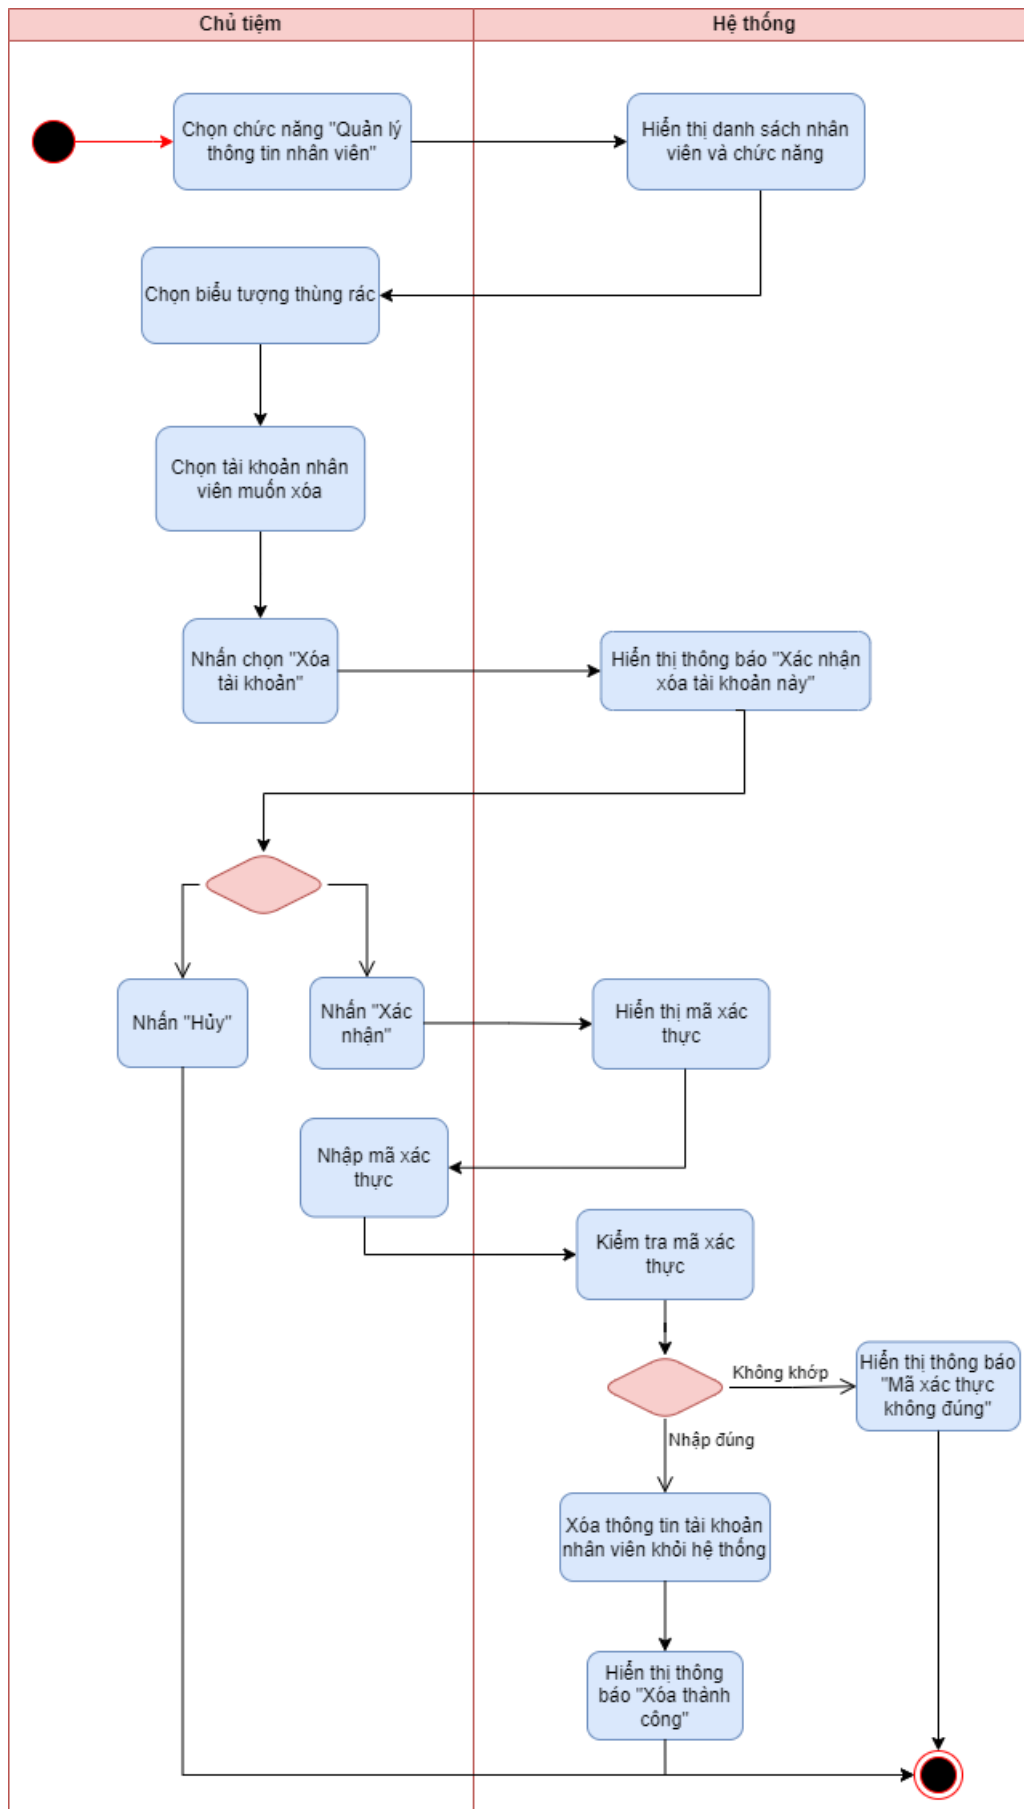 Chủ tiệm
Hệ thống
Chọn chức năng "Quản lý
thông tin nhân viên"
Hiển thị danh sách nhân
viên và chức năng
Chọn biểu tượng thùng rác
Chọn tài khoản nhân
viên muốn xóa
Nhấn chọn "Xóa
tài khoản"
Hiển thị thông báo "Xác nhận
xóa tài khoản này"
Nhấn "Hủy"
Nhấn "Xác
nhận"
Hiển thị mã xác
thực
Nhập mã xác
thực
Kiểm tra mã xác
thực
Không khớp
Hiển thị thông báo
"Mã xác thực
không đúng"
Nhập đúng
Xóa thông tin tài khoản
nhân viên khỏi hệ thống
Hiển thị thông
báo "Xóa thành
công"